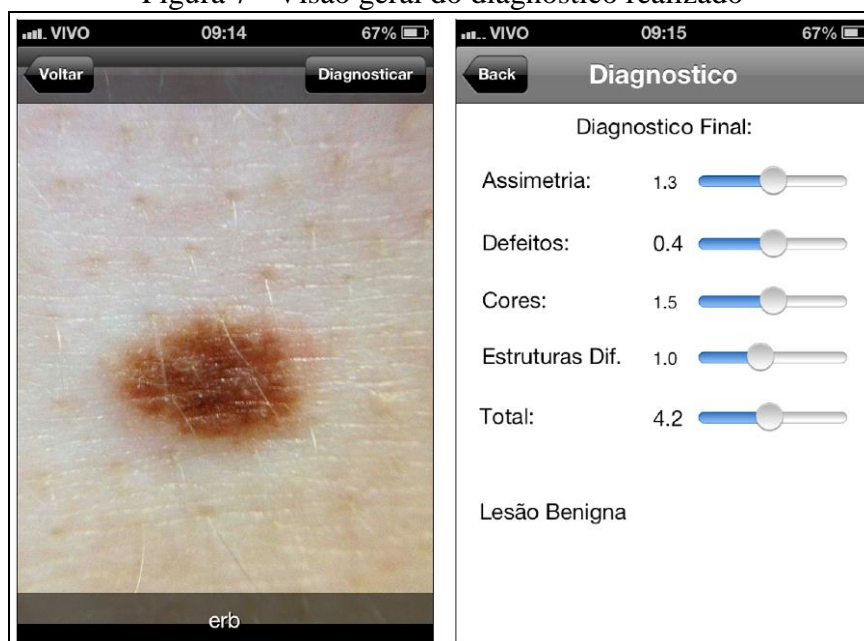 Figura 7 - Visão geral do diagnóstico realizado
VIVO 09:14 67%
Voltar Diagnosticar
erb
VIVO 09:15 67%
Back Diagnostico
Diagnostico Final:
Assimetria: 1.3
Defeitos: 0.4
Cores: 1.5
Estruturas Dif. 1.0
Total: 4.2
Lesão Benigna